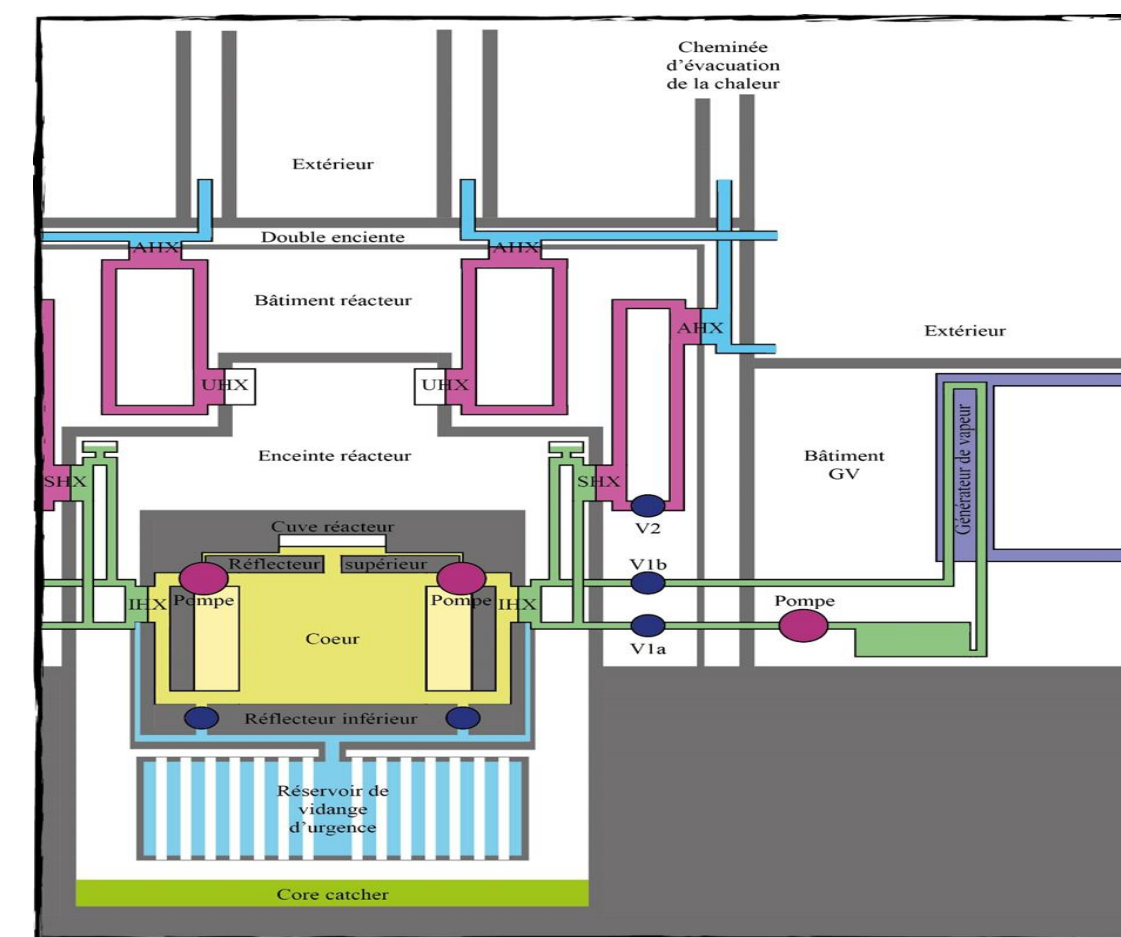 Cheminée
d'évacuation
de la chaleur
Extérieur
Double enciente
AHX
AHX
Bâtiment réacteur
AHX
Extérieur
UHX
UHX
Enceinte réacteur
Bâtiment
GV
Générateur de vapeur
SHX
SHX
Cuve réacteur
V2
Réflecteur
supérieur
V1b
IHX
Pompe
Pompe
IHX
Pompe
Coeur
V1a
Réflecteur inférieur
Réservoir de
vidange
d'urgence
Core catcher